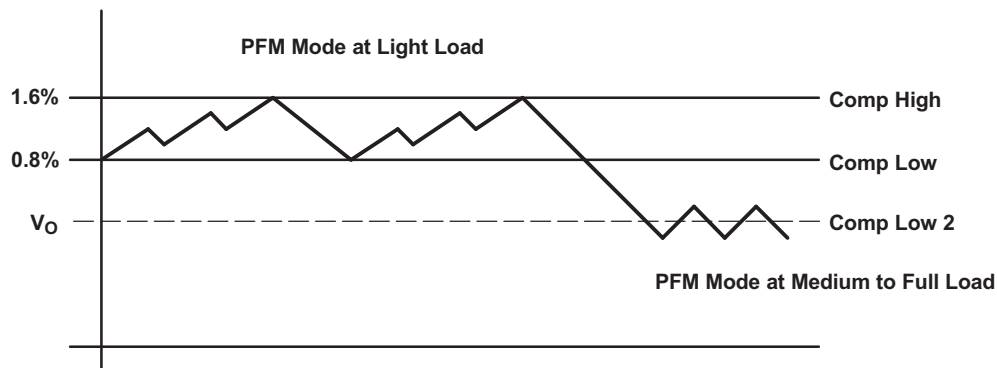 PFM Mode at Light Load
1.6%
Comp High
0.8%
Comp Low
VO
Comp Low 2
PFM Mode at Medium to Full Load